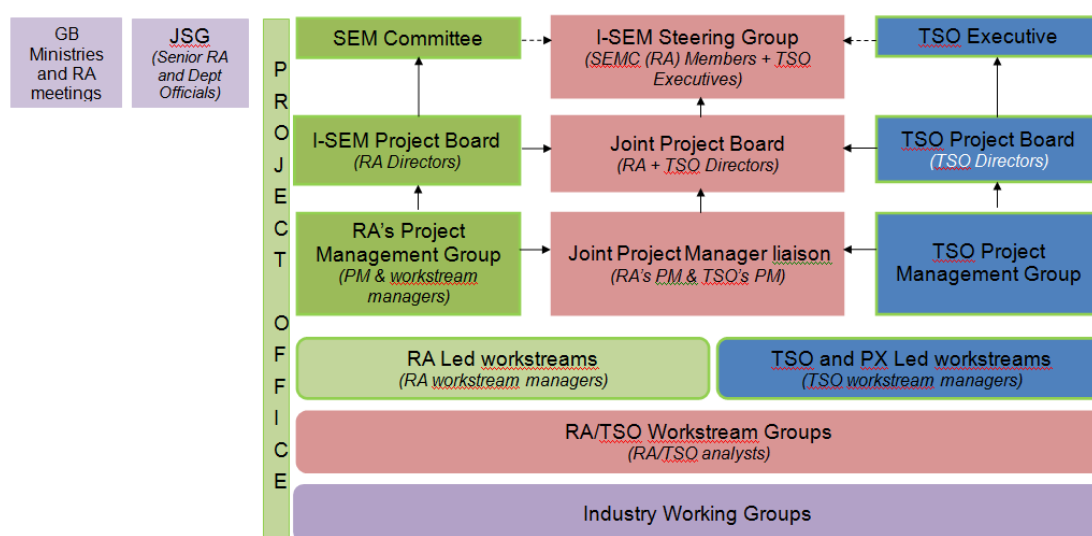 GB
Ministries
and RA
meetings
JSG
(Senior RA
and Dept
Officials)
PROJECT OFFICE
SEM Committee
I-SEM Steering Group
(SEMC (RA) Members + TSO
Executives)
TSO Executive
I-SEM Project Board
(RA Directors)
Joint Project Board
(RA + TSO Directors)
TSO Project Board
(TSO Directors)
RA's Project
Management Group
(PM & workstream
managers)
Joint Project Manager liaison
(RA's PM & TSO's PM)
TSO Project
Management Group
RA Led workstreams
(RA workstream managers)
TSO and PX Led workstreams
(TSO workstream managers)
RA/TSO Workstream Groups
(RA/TSO analysts)
Industry Working Groups